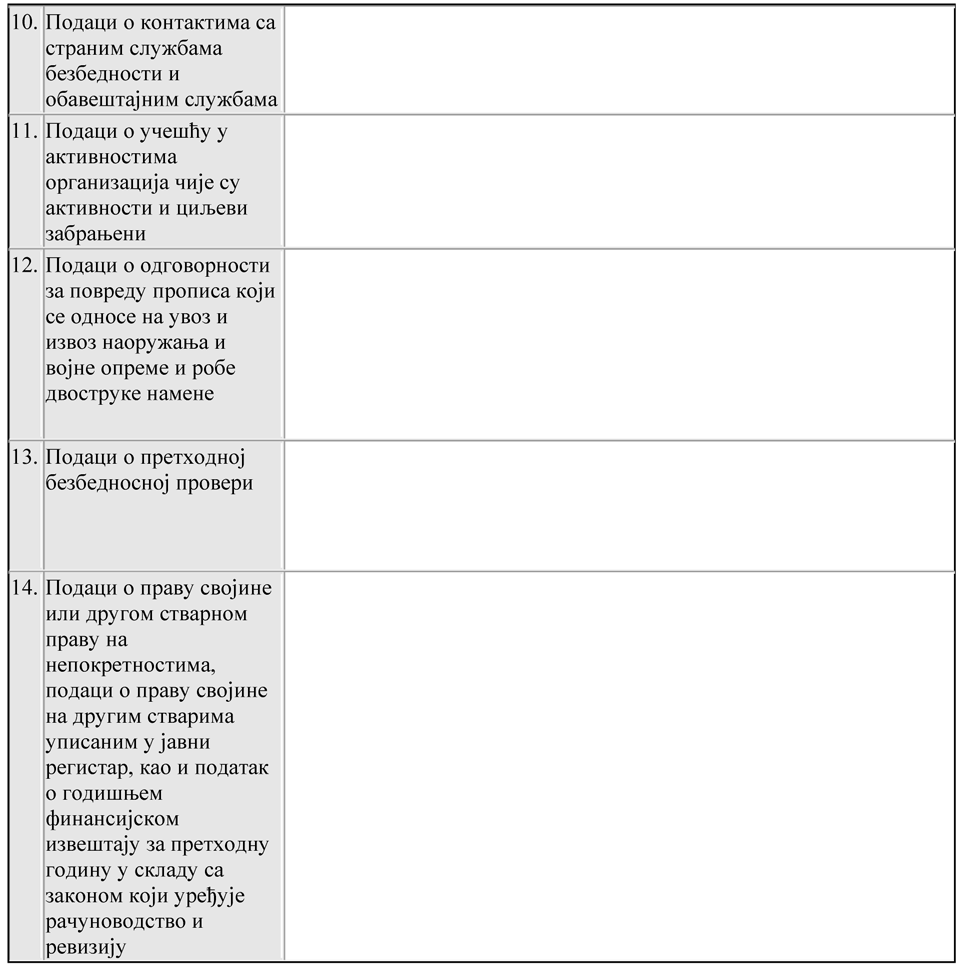 10. Подаци о контактима са
страним службама
безбедности и
обавештајним службама
11. Подаци о учешћу у
активностима
организација чије су
активности и циљеви
забрањени
12. Подаци о одговорности
за повреду прописа који
се односе на увоз и
извоз наоружања и
војне опреме и робе
двоструке намене
13. Подаци о претходној
безбедносној провери
14. Подаци о праву својине
или другом стварном
праву на
непокретностима,
подаци о праву својине
на другим стварима
уписаним у јавни
регистар, као и податак
о годишњем
финансијском
извештају за претходну
годину у складу са
законом који уређује
рачуноводство и
ревизију